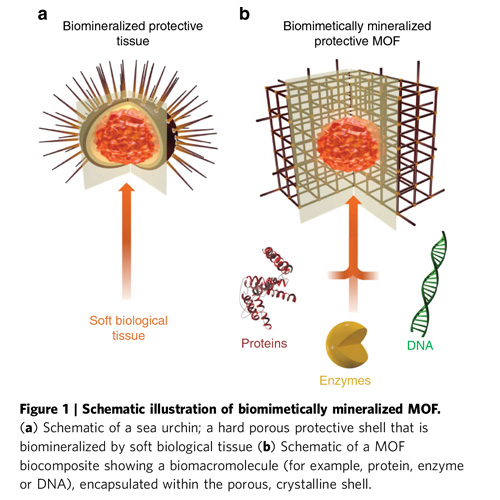 a
Biomineralized protective
tissue
b
Biomimetically mineralized
protective MOF
Soft biological
tissue
Proteins
Enzymes
DNA
Figure 1 | Schematic illustration of biomimetically mineralized MOF.
(a) Schematic of a sea urchin; a hard porous protective shell that is
biomineralized by soft biological tissue (b) Schematic of a MOF
biocomposite showing a biomacromolecule (for example, protein, enzyme
or DNA), encapsulated within the porous, crystalline shell.